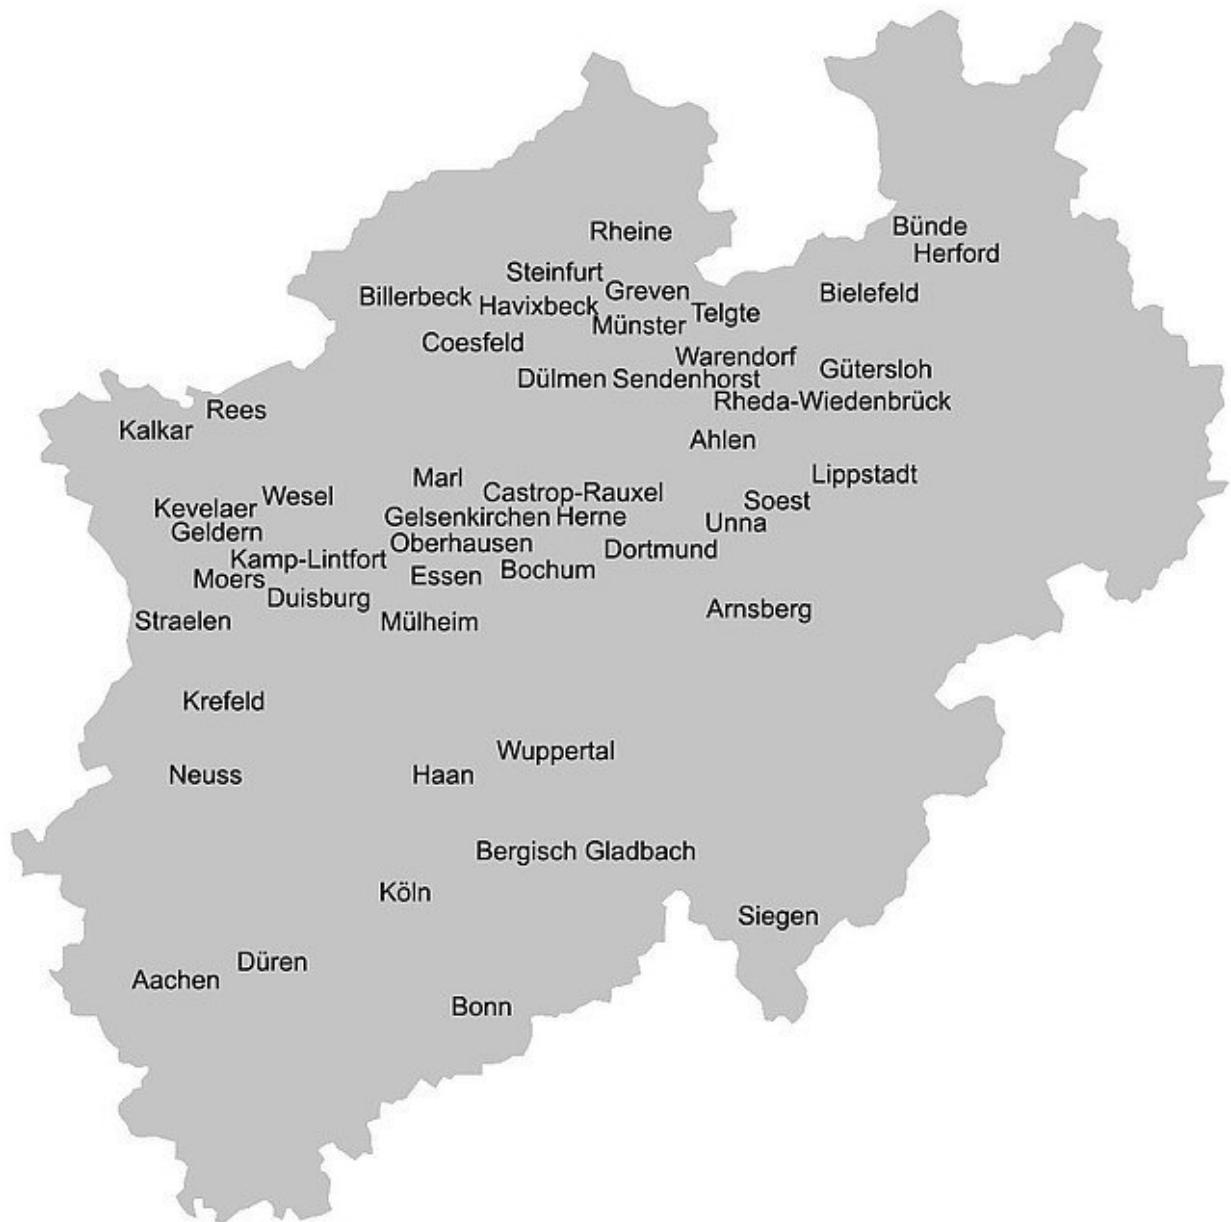 Bünde
Rheine
Herford
Steinfurt
Greven
Bielefeld
Billerbeck
Havixbeck
Telgte
Münster
Coesfeld
Warendorf
Gütersloh
Dülmen
Sendenhorst
Rheda-Wiedenbrück
Rees
Kalkar
Ahlen
Lippstadt
Marl
Castrop-Rauxel
Wesel
Soest
Kevelaer
Gelsenkirchen
Herne
Unna
Geldern
Oberhausen
Dortmund
Kamp-Lintfort
Bochum
Essen
Moers
Duisburg
Arnsberg
Straelen
Mülheim
Krefeld
Wuppertal
Neuss
Haan
Bergisch Gladbach
Köln
Siegen
Düren
Aachen
Bonn